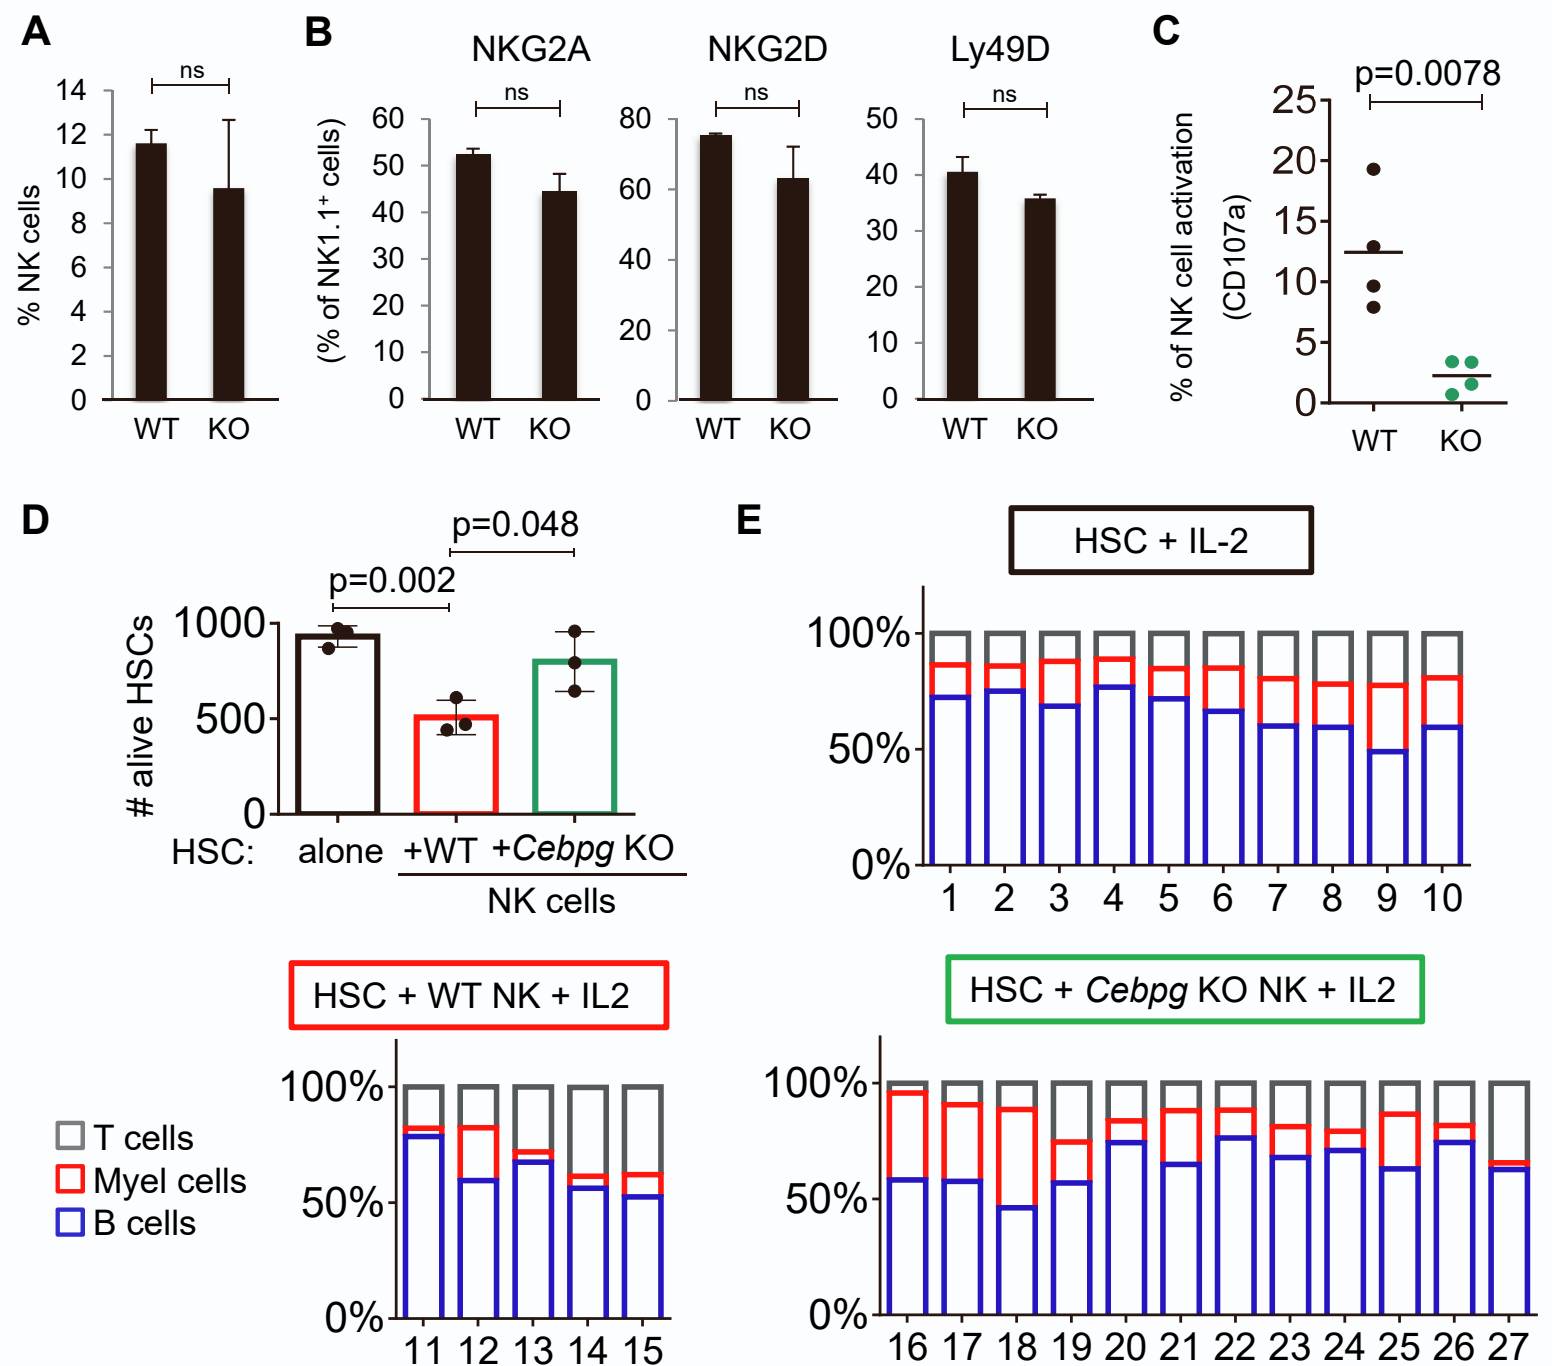 A
ns
14
12
10
8
6
4
2
0
% NK cells
WT KO
B
NKG2A
ns
60
50
40
30
20
10
0
(% of NK1.1⁺ cells)
WT KO
NKG2D
ns
80
60
40
20
0
WT KO
Ly49D
ns
50
40
30
20
10
0
WT KO
C
p=0.0078
25
20
15
10
5
0
% of NK cell activation
(CD107a)
WT KO
D
p=0.048
p=0.002
1000
500
0
# alive HSCs
HSC: alone +WT +Cebpg KO
NK cells
E
HSC + IL-2
100%
50%
0%
1 2 3 4 5 6 7 8 9 10
HSC + WT NK + IL2
100%
50%
0%
11 12 13 14 15
T cells
Myel cells
B cells
HSC + Cebpg KO NK + IL2
100%
50%
0%
16 17 18 19 20 21 22 23 24 25 26 27